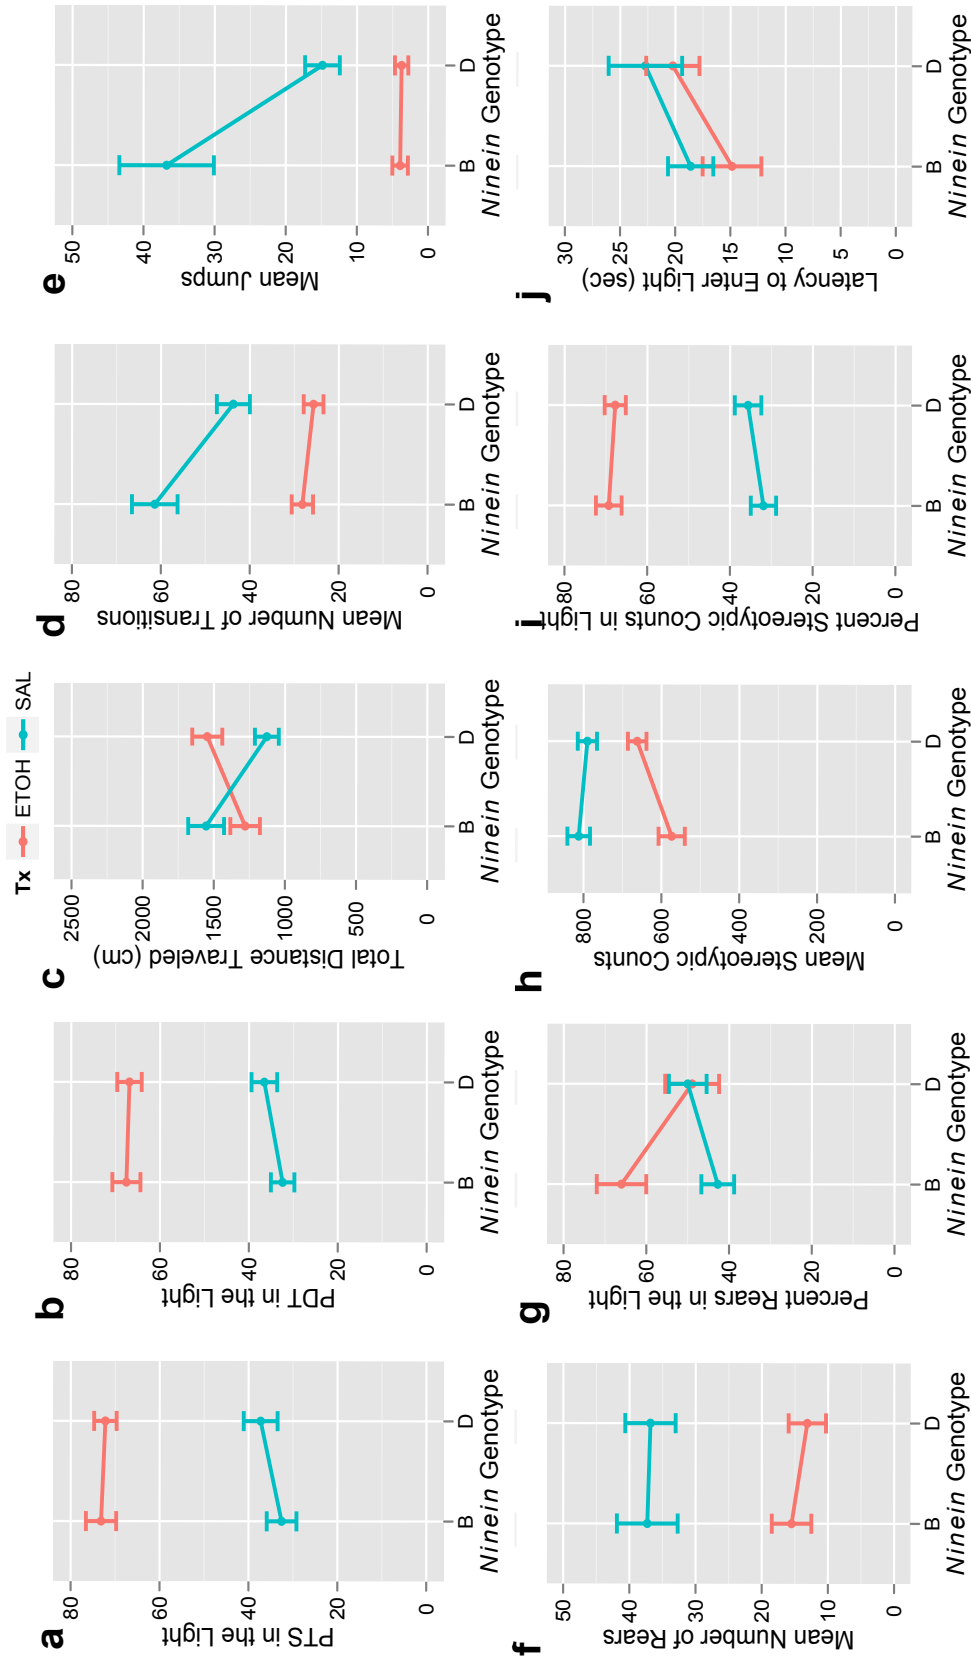 Tx ETOH SAL
a
PTS in the Light
80
60
40
20
0
B D
Ninein Genotype
b
PDT in the Light
80
60
40
20
0
B D
Ninein Genotype
c
Total Distance Traveled (cm)
2500
2000
1500
1000
500
0
B D
Ninein Genotype
d
Mean Number of Transitions
80
60
40
20
0
B D
Ninein Genotype
e
Mean Jumps
50
40
30
20
10
0
B D
Ninein Genotype
f
Mean Number of Rears
50
40
30
20
10
0
B D
Ninein Genotype
g
Percent Rears in the Light
80
60
40
20
0
B D
Ninein Genotype
h
Mean Stereotypic Counts
800
600
400
200
0
B D
Ninein Genotype
i
Percent Stereotypic Counts in Light
80
60
40
20
0
B D
Ninein Genotype
j
Latency to Enter Light (sec)
30
25
20
15
10
5
0
B D
Ninein Genotype